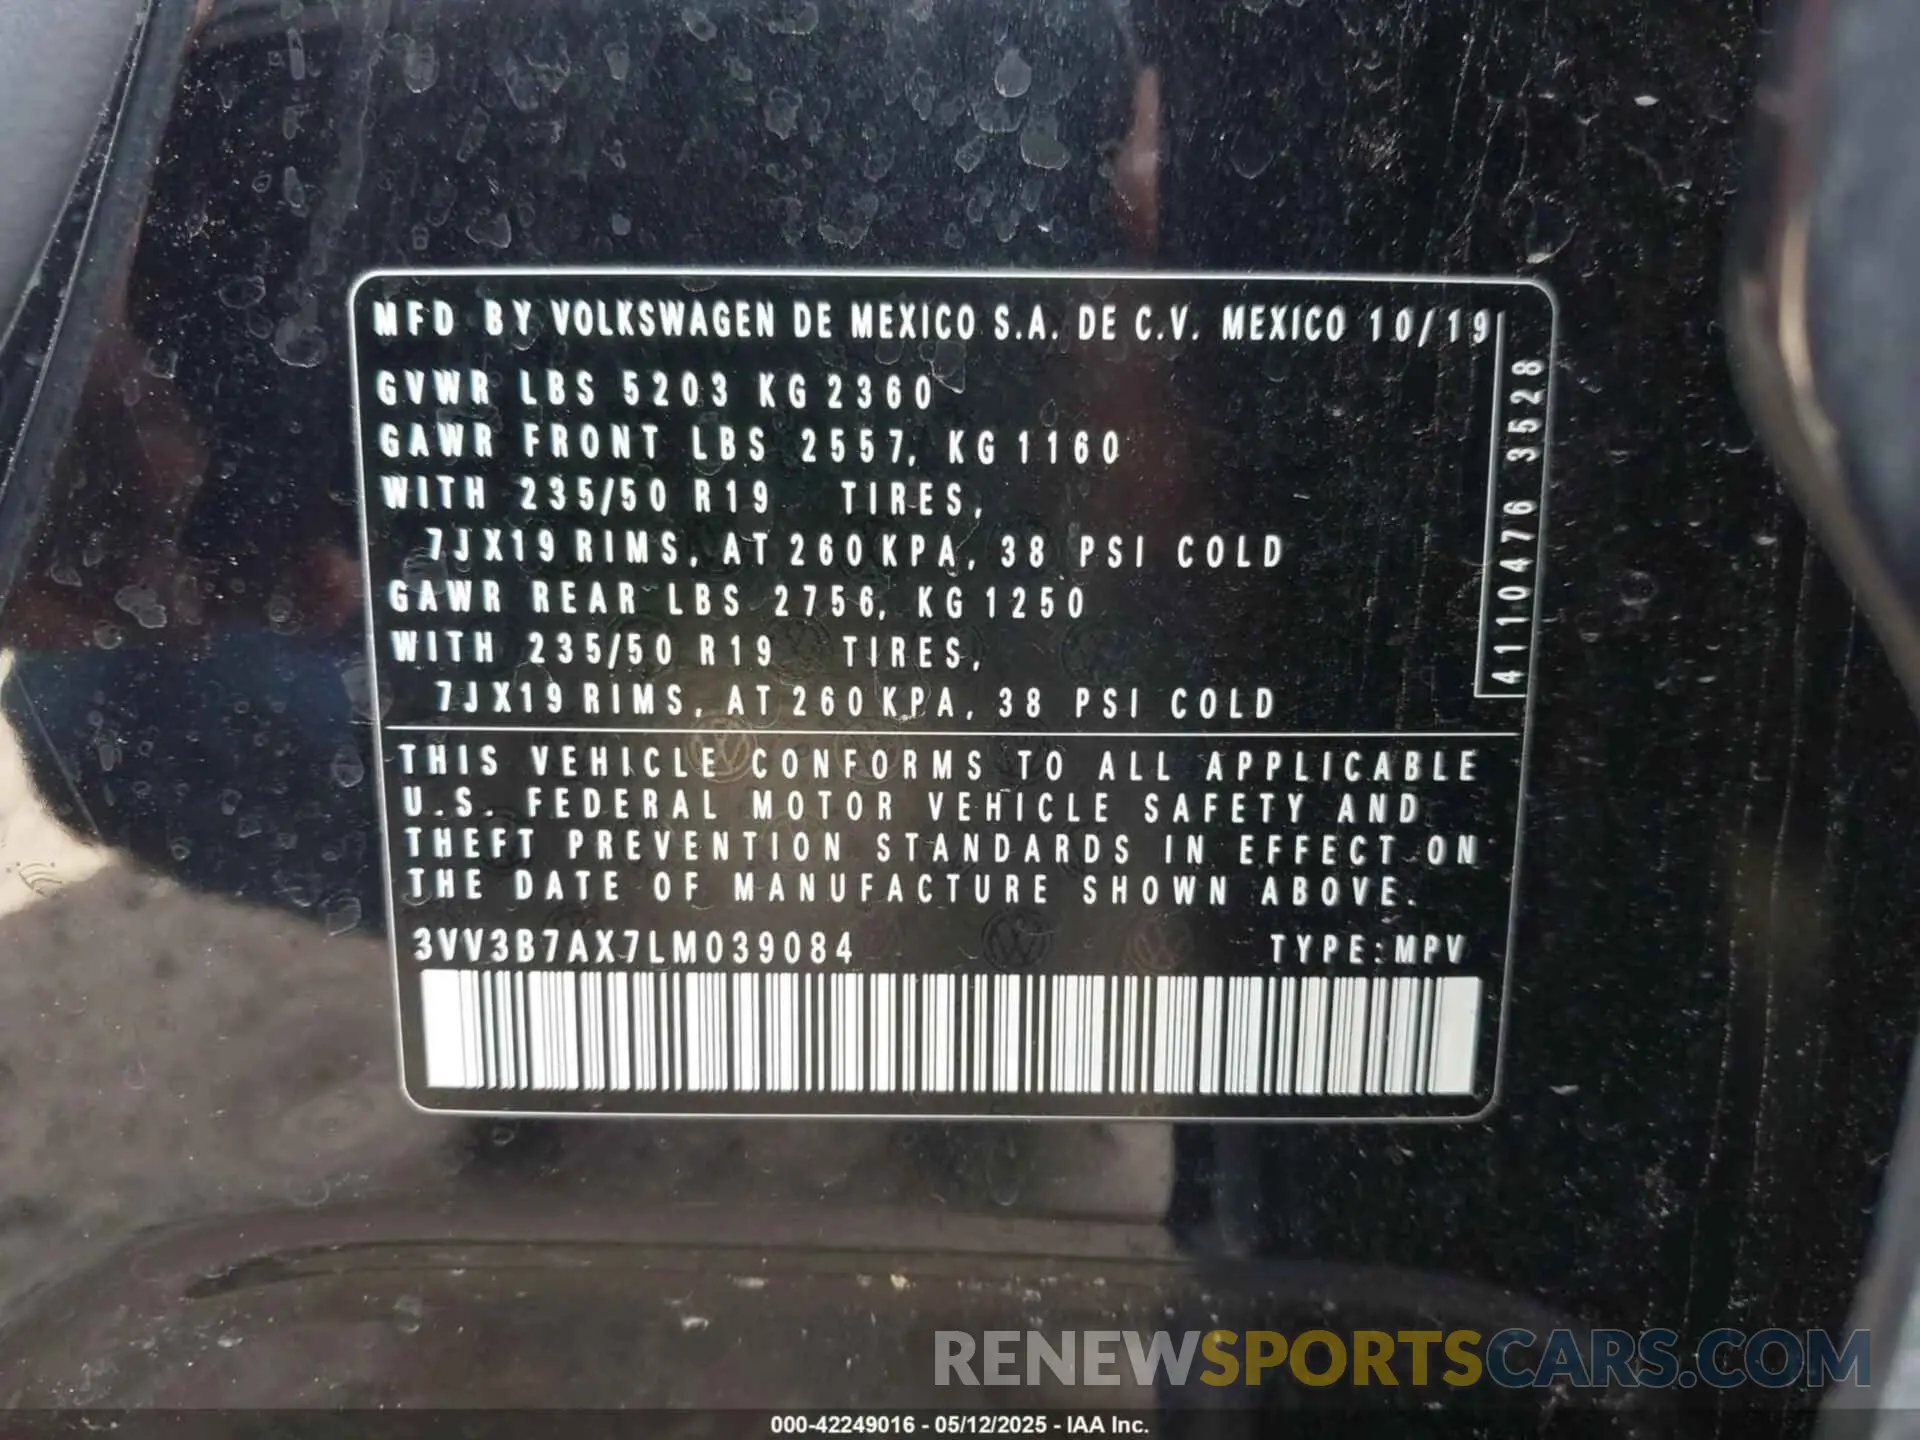 MFD BY VOLKSWAGEN DE MEXICO S.A. DE C.V. MEXICO 10/19
GVWR LBS 5203 KG 2360
GAWR FRONT LBS 2557, KG 1160
WITH 235/50 R19 TIRES,
7JX19 RIMS, AT 260 KPA, 38 PSI COLD
GAWR REAR LBS 2756, KG 1250
WITH 235/50 R19 TIRES,
7JX19 RIMS, AT 260 KPA, 38 PSI COLD
4110476 3528
THIS VEHICLE CONFORMS TO ALL APPLICABLE
U.S. FEDERAL MOTOR VEHICLE SAFETY AND
THEFT PREVENTION STANDARDS IN EFFECT ON
THE DATE OF MANUFACTURE SHOWN ABOVE.
3VV3B7AX7LM039084 TYPE:MPV
RENEWSPORTSCARS.COM
000-42249016 - 05/12/2025 - IAA Inc.